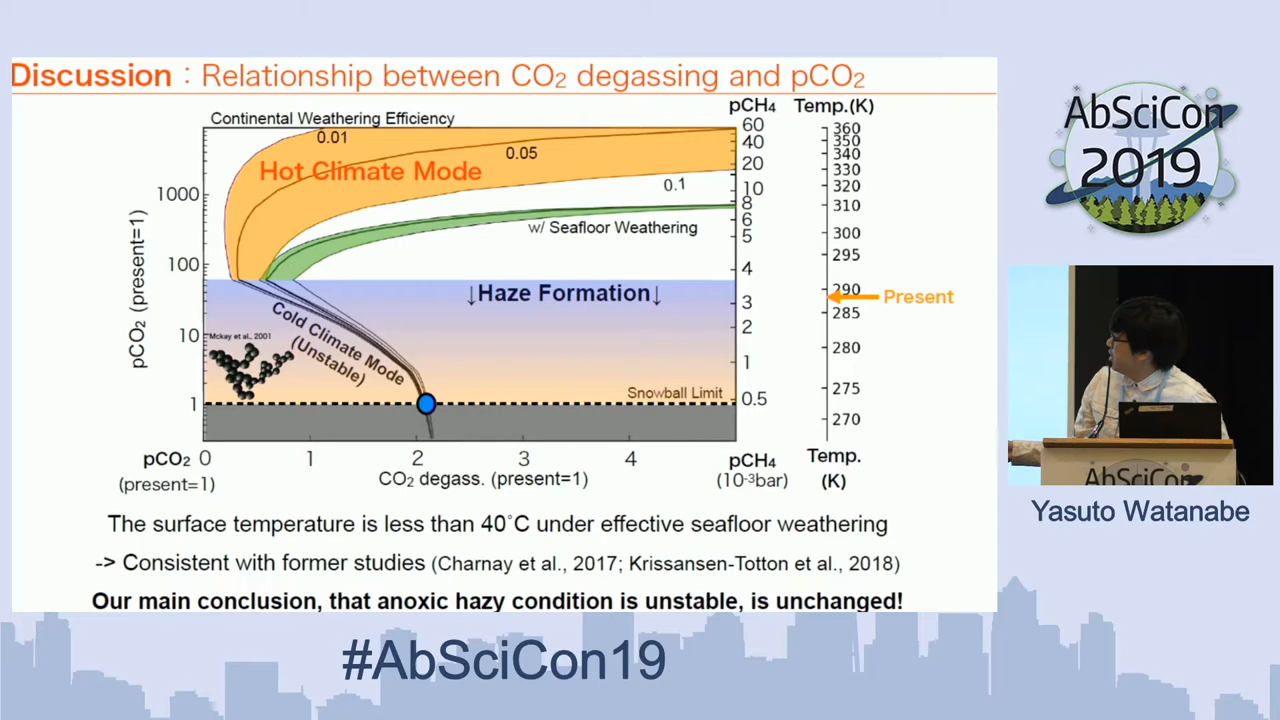 Discussion : Relationship between CO2 degassing and pCO2
Continental Weathering Efficiency
pCH4
Temp.(K)
0.01
0.05
0.1
Hot Climate Mode
w/ Seafloor Weathering
↓Haze Formation↓
Cold Climate Mode
(Unstable)
Mckay et al., 2001
Snowball Limit
pCO2 (present=1)
1000
100
10
1
60
40
20
10
8
6
5
4
3
2
1
0.5
360
350
340
330
320
310
300
295
290
285
280
275
270
Present
pCO2
(present=1)
0
1
2
3
4
CO2 degass. (present=1)
pCH4
(10-3bar)
Temp.
(K)
The surface temperature is less than 40°C under effective seafloor weathering
-> Consistent with former studies (Charnay et al., 2017; Krissansen-Totton et al., 2018)
Our main conclusion, that anoxic hazy condition is unstable, is unchanged!
AbSciCon
2019
AbSciCon
Yasuto Watanabe
#AbSciCon19